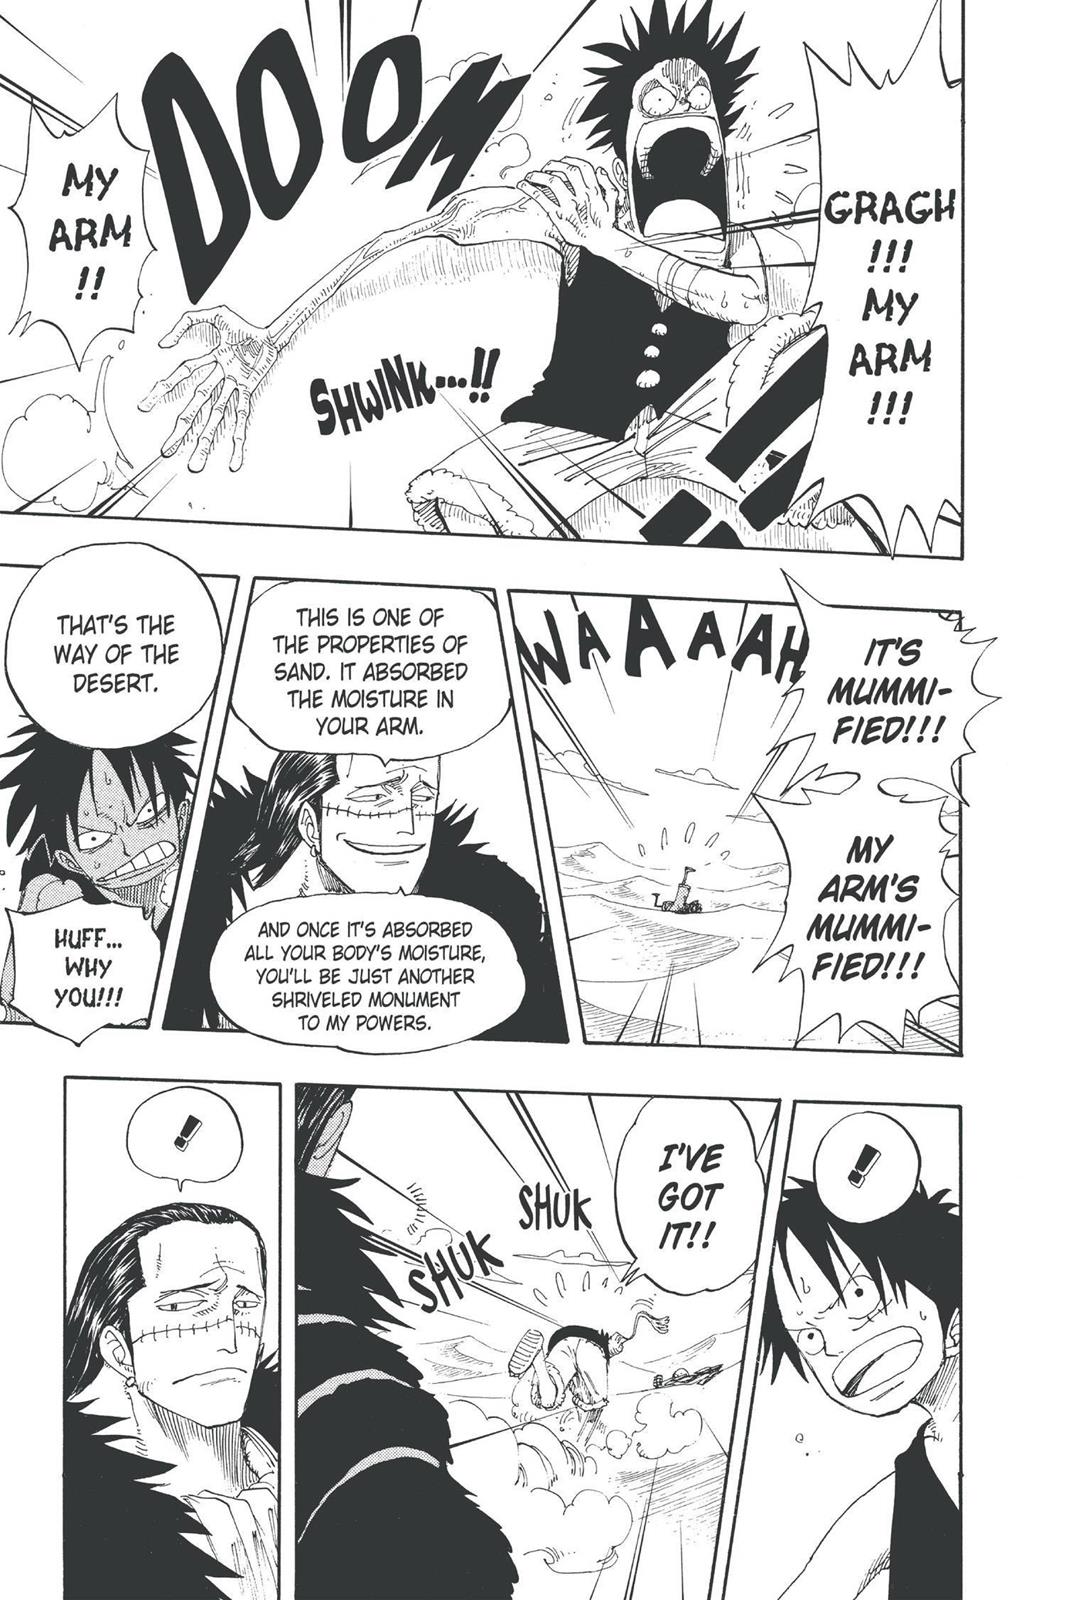 GRAGH
!!!
MY
ARM
!!!
DOOM
SHWINK...!!
MY
ARM
!!
IT'S
MUMMI-
FIED!!!
MY
ARM'S
MUMMI-
FIED!!!
WAAAAAH
THIS IS ONE OF
THE PROPERTIES OF
SAND. IT ABSORBED
THE MOISTURE IN
YOUR ARM.
AND ONCE IT'S ABSORBED
ALL YOUR BODY'S MOISTURE,
YOU'LL BE JUST ANOTHER
SHRIVELED MONUMENT
TO MY POWERS.
THAT'S THE
WAY OF THE
DESERT.
HUFF...
WHY
YOU!!!
!
I'VE
GOT
IT!!
SHUK
SHUK
!